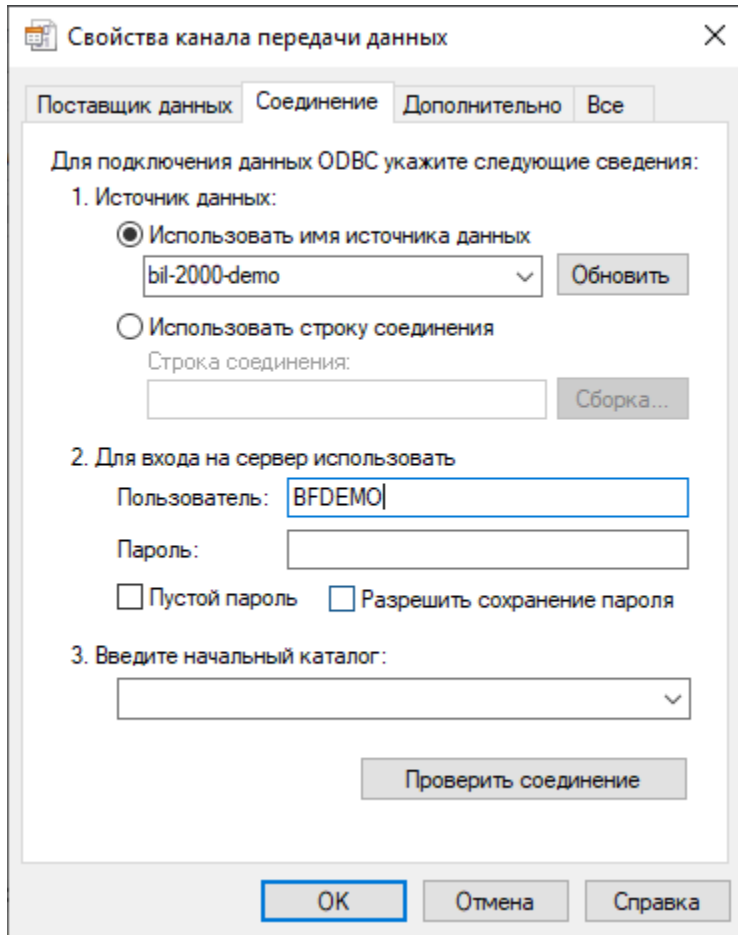 Свойства канала передачи данных
Поставщик данных Соединение Дополнительно Все
Для подключения данных ODBC укажите следующие сведения:
1. Источник данных:
Использовать имя источника данных
bil-2000-demo Обновить
Использовать строку соединения
Строка соединения:
Сборка...
2. Для входа на сервер использовать
Пользователь: BFDEMO
Пароль:
Пустой пароль Разрешить сохранение пароля
3. Введите начальный каталог:
Проверить соединение
OK Отмена Справка